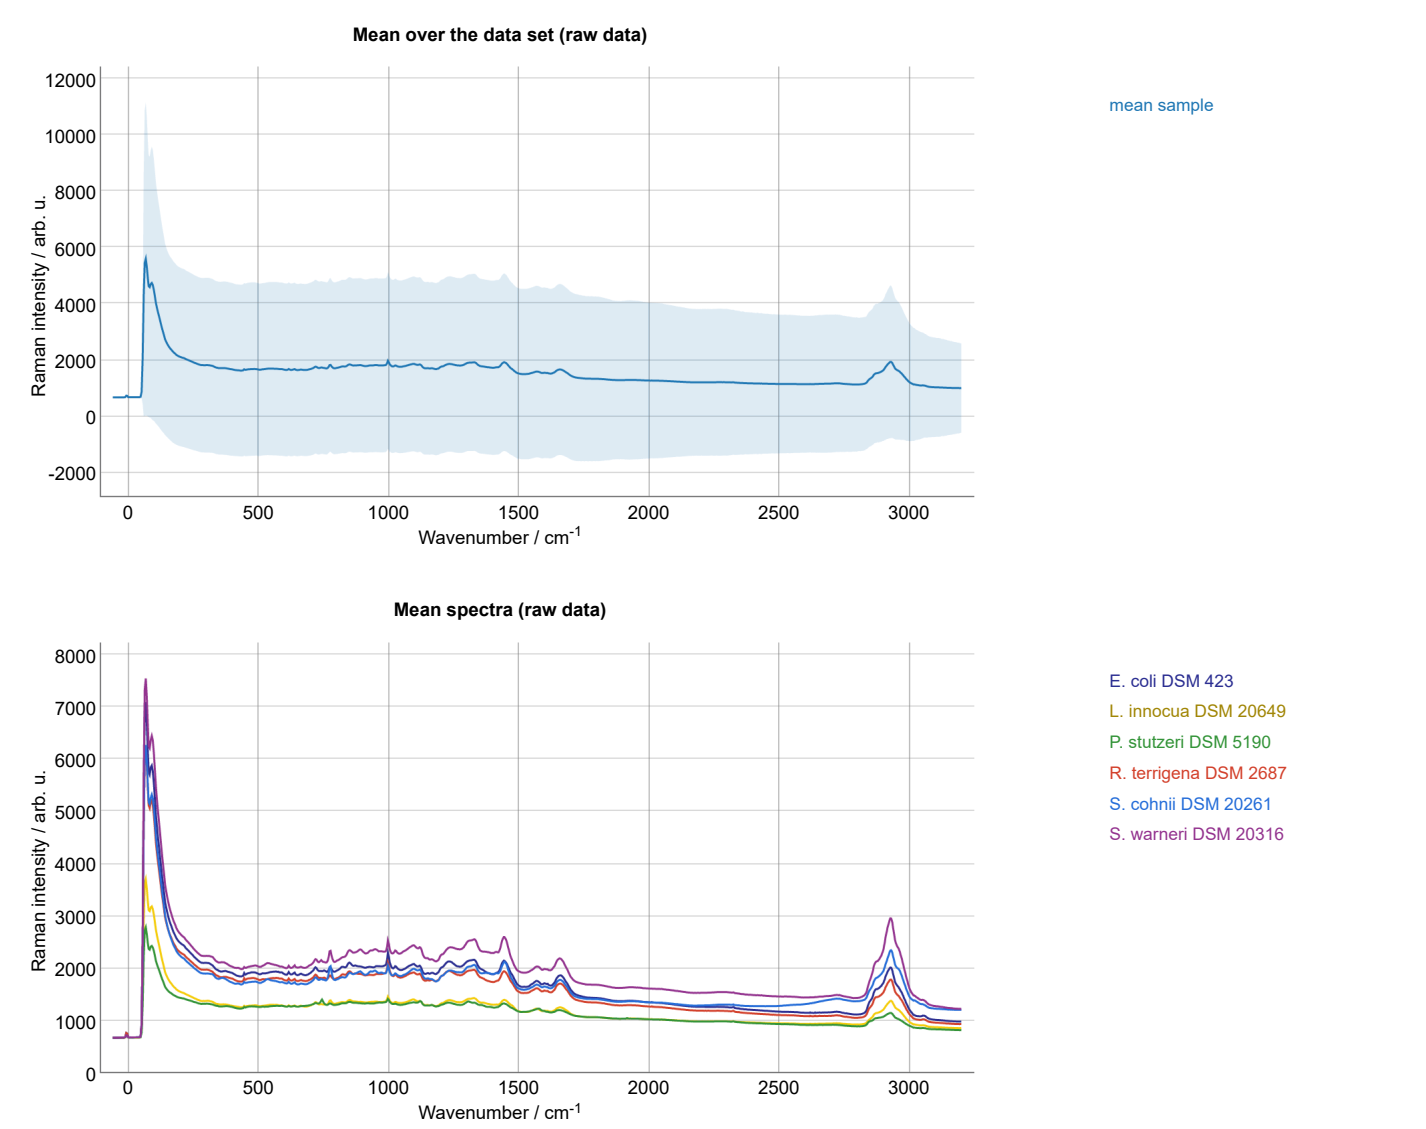 Mean over the data set (raw data)
12000
10000
8000
6000
4000
2000
0
-2000
Raman intensity / arb. u.
0 500 1000 1500 2000 2500 3000
Wavenumber / cm-1
mean sample
Mean spectra (raw data)
8000
7000
6000
5000
4000
3000
2000
1000
0
Raman intensity / arb. u.
0 500 1000 1500 2000 2500 3000
Wavenumber / cm-1
E. coli DSM 423
L. innocua DSM 20649
P. stutzeri DSM 5190
R. terrigena DSM 2687
S. cohnii DSM 20261
S. warneri DSM 20316